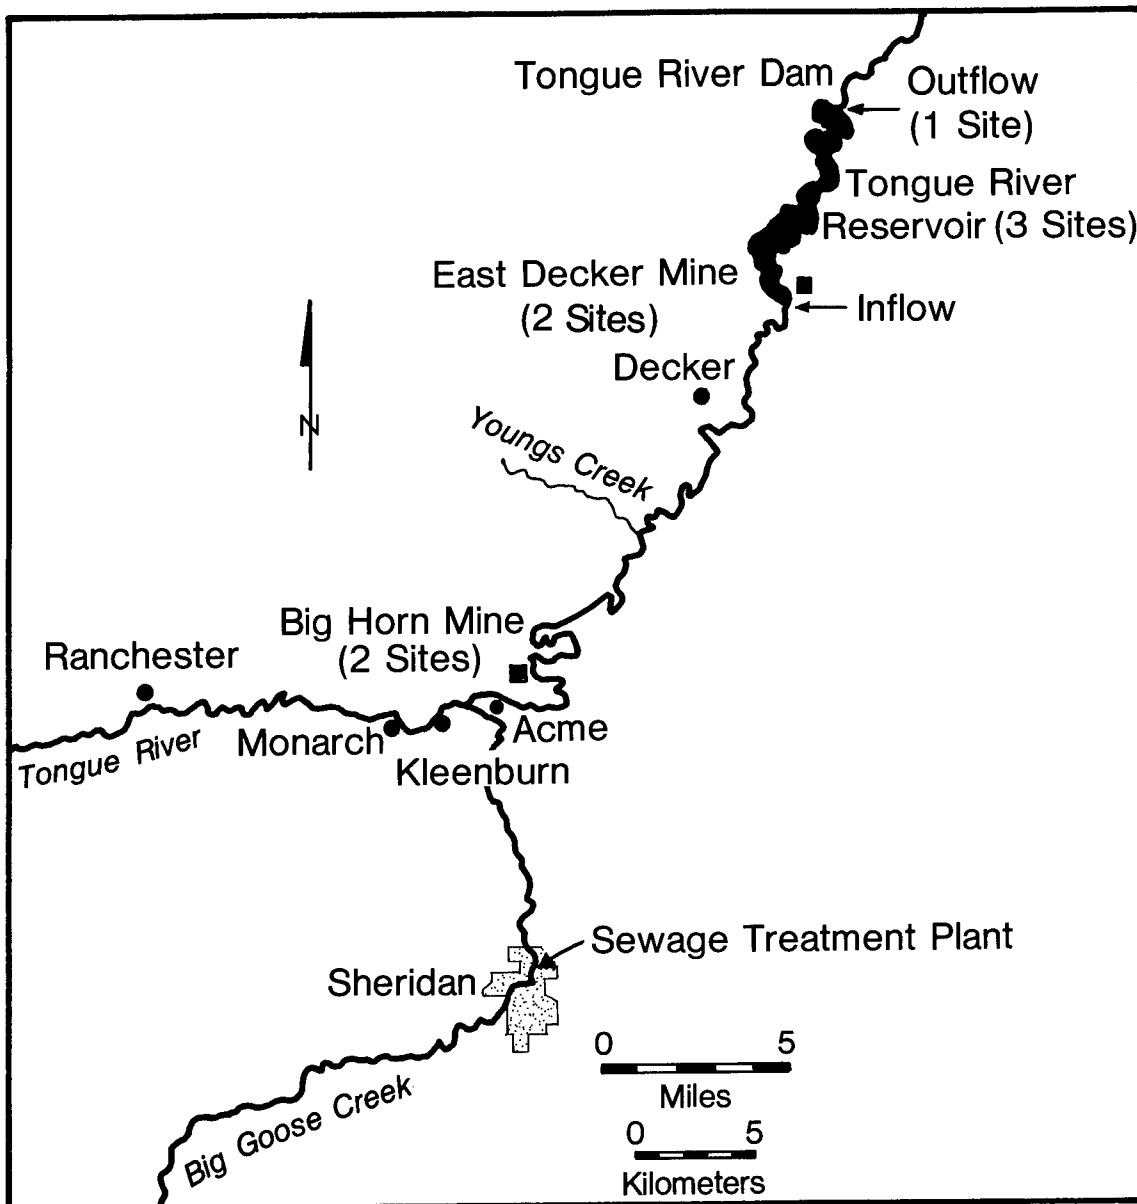 Tongue River Dam
Outflow
(1 Site)
Tongue River
Reservoir (3 Sites)
East Decker Mine
(2 Sites)
Inflow
Decker
N
Youngs Creek
Big Horn Mine
(2 Sites)
Ranchester
Tongue River
Monarch
Acme
Kleenburn
Sewage Treatment Plant
Sheridan
Big Goose Creek
0 5
Miles
0 5
Kilometers